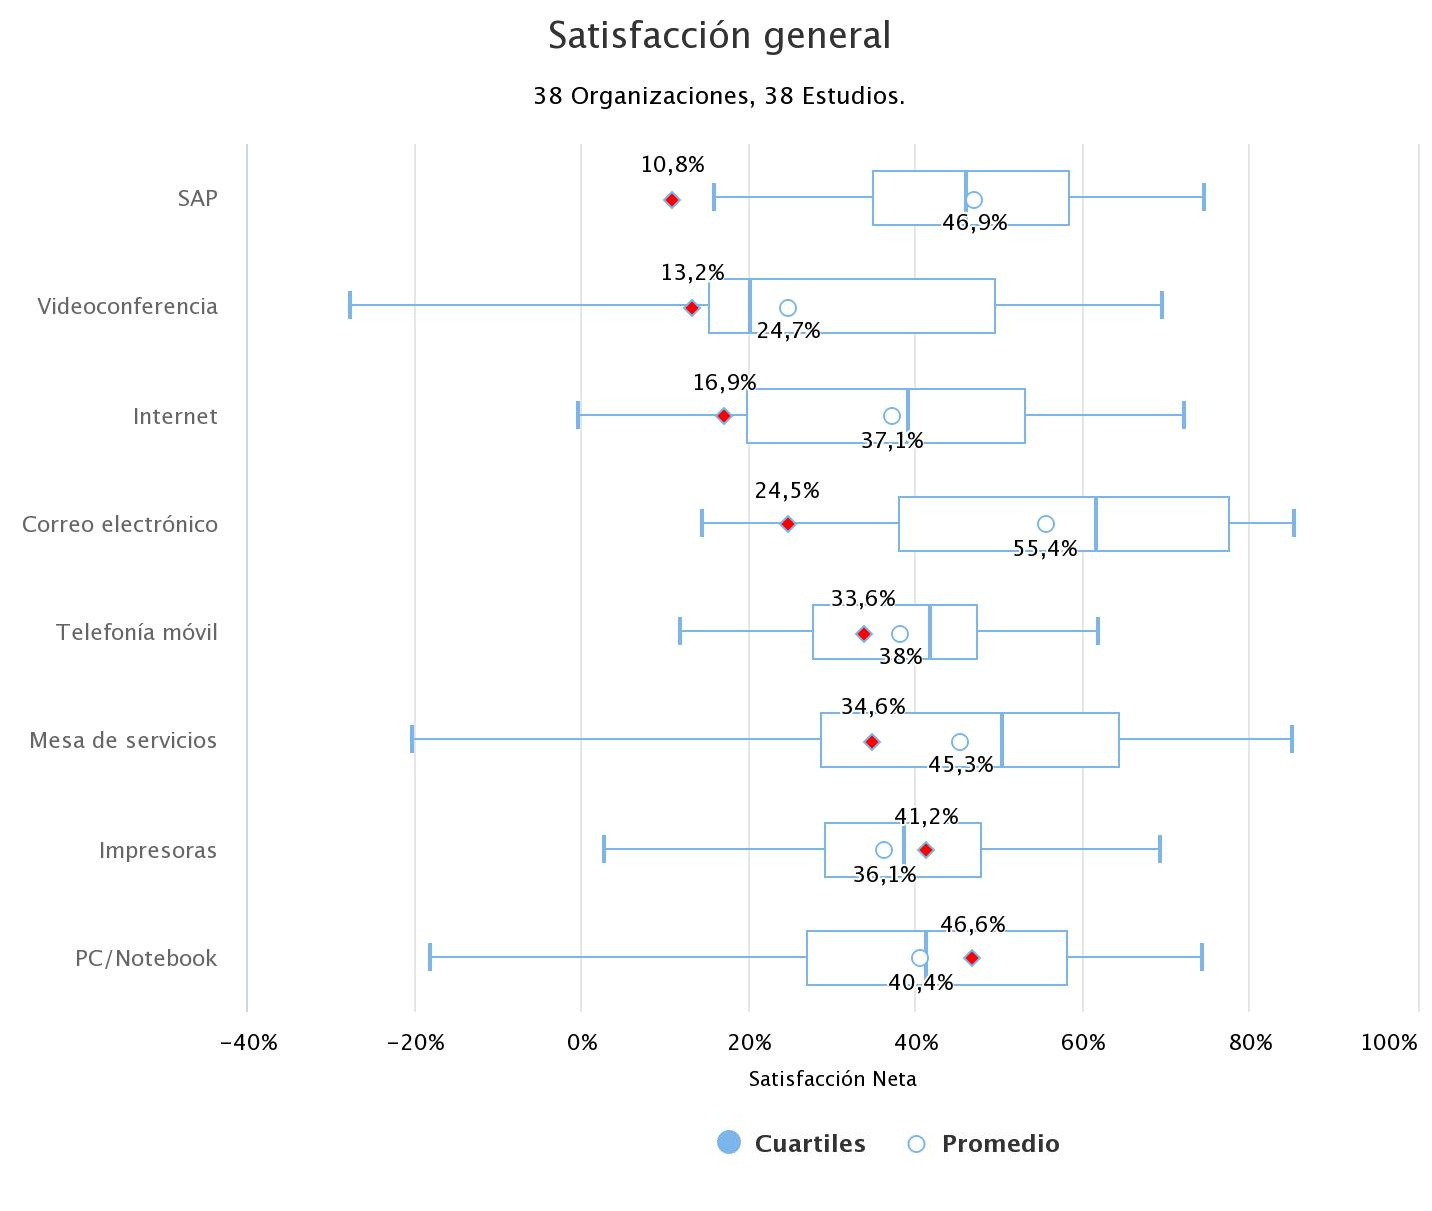 Satisfacción general
38 Organizaciones, 38 Estudios.
10,8%
SAP
46,9%
13,2%
Videoconferencia
24,7%
16,9%
Internet
37,1%
24,5%
Correo electrónico
55,4%
33,6%
Telefonía móvil
38%
34,6%
Mesa de servicios
45,3%
41,2%
Impresoras
36,1%
46,6%
PC/Notebook
40,4%
-40% -20% 0% 20% 40% 60% 80% 100%
Satisfacción Neta
Cuartiles Promedio